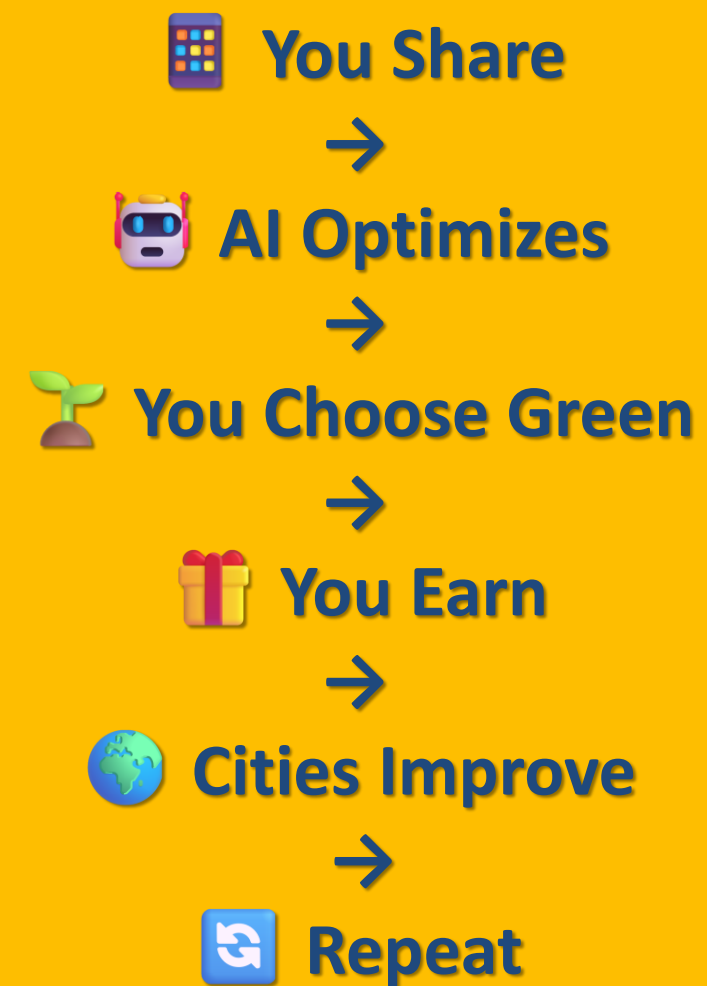 📱 You Share
→
🤖 AI Optimizes
→
🌱 You Choose Green
→
🎁 You Earn
→
🌍 Cities Improve
→
🔄 Repeat